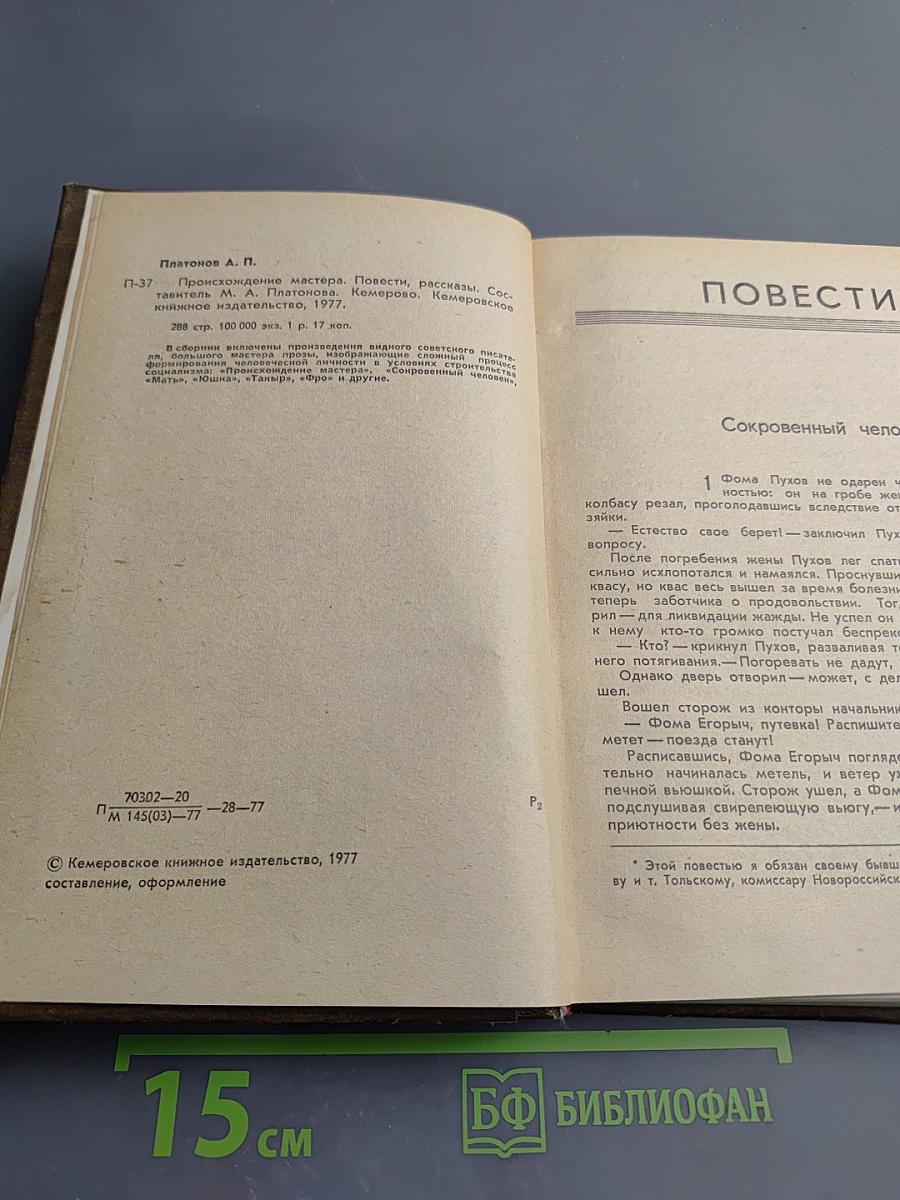 Платонов А. П.
П-37 Происхождение мастера. Повести, рассказы. Сос-
тавитель М. А. Платонова. Кемерово. Кемеровское
книжное издательство, 1977.
288 стр. 100 000 экз. 1 р. 17 коп.
В сборник включены произведения видного советского писате-
ля, большого мастера прозы, изображающие сложный процесс
формирования человеческой личности в условиях строительства
социализма: «Происхождение мастера», «Сокровенный человек»,
«Мать», «Юшка», «Такыр», «Фро» и другие.
П 70302—20
М 145(03)—77 —28—77
Р2
© Кемеровское книжное издательство, 1977
составление, оформление
ПОВЕСТИ
Сокровенный чело
1 Фома Пухов не одарен ч
ностью: он на гробе же
колбасу резал, проголодавшись вследствие от
зяйки.
— Естество свое берет! — заключил Пух
вопросу.
После погребения жены Пухов лег спать
сильно исхлопотался и намаялся. Проснувши
квасу, но квас весь вышел за время болезни
теперь заботчика о продовольствии. Тог
рил — для ликвидации жажды. Не успел он
к нему кто-то громко постучал беспрек
— Кто? — крикнул Пухов, разваливая т
него потягивания. — Погоревать не дадут,
Однако дверь отворил — может, с дел
шел.
Вошел сторож из конторы начальник
— Фома Егорыч, путевка! Распишите
метет — поезда станут!
Расписавшись, Фома Егорыч погляде
тельно начиналась метель, и ветер уж
печной вьюшкой. Сторож ушел, а Фом
подслушивая свирепеющую вьюгу,— и
приютности без жены.
* Этой повестью я обязан своему бывш
ву и т. Тольскому, комиссару Новороссийск
15 см
БФ БИБЛИОФАН